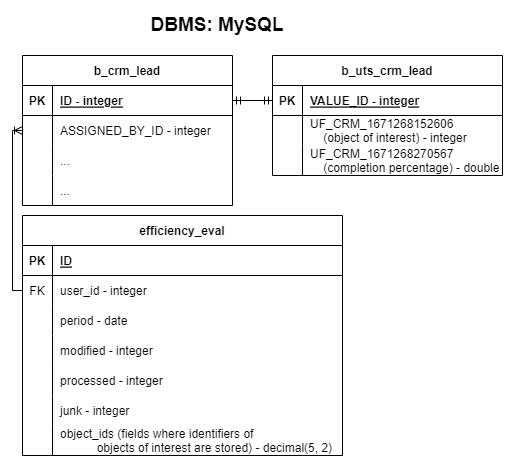 DBMS: MySQL
b_crm_lead
PK ID - integer
ASSIGNED_BY_ID - integer
...
...
b_uts_crm_lead
PK VALUE_ID - integer
UF_CRM_1671268152606
(object of interest) - integer
UF_CRM_1671268270567
(completion percentage) - double
efficiency_eval
PK ID
FK user_id - integer
period - date
modified - integer
processed - integer
junk - integer
object_ids (fields where identifiers of
objects of interest are stored) - decimal(5, 2)